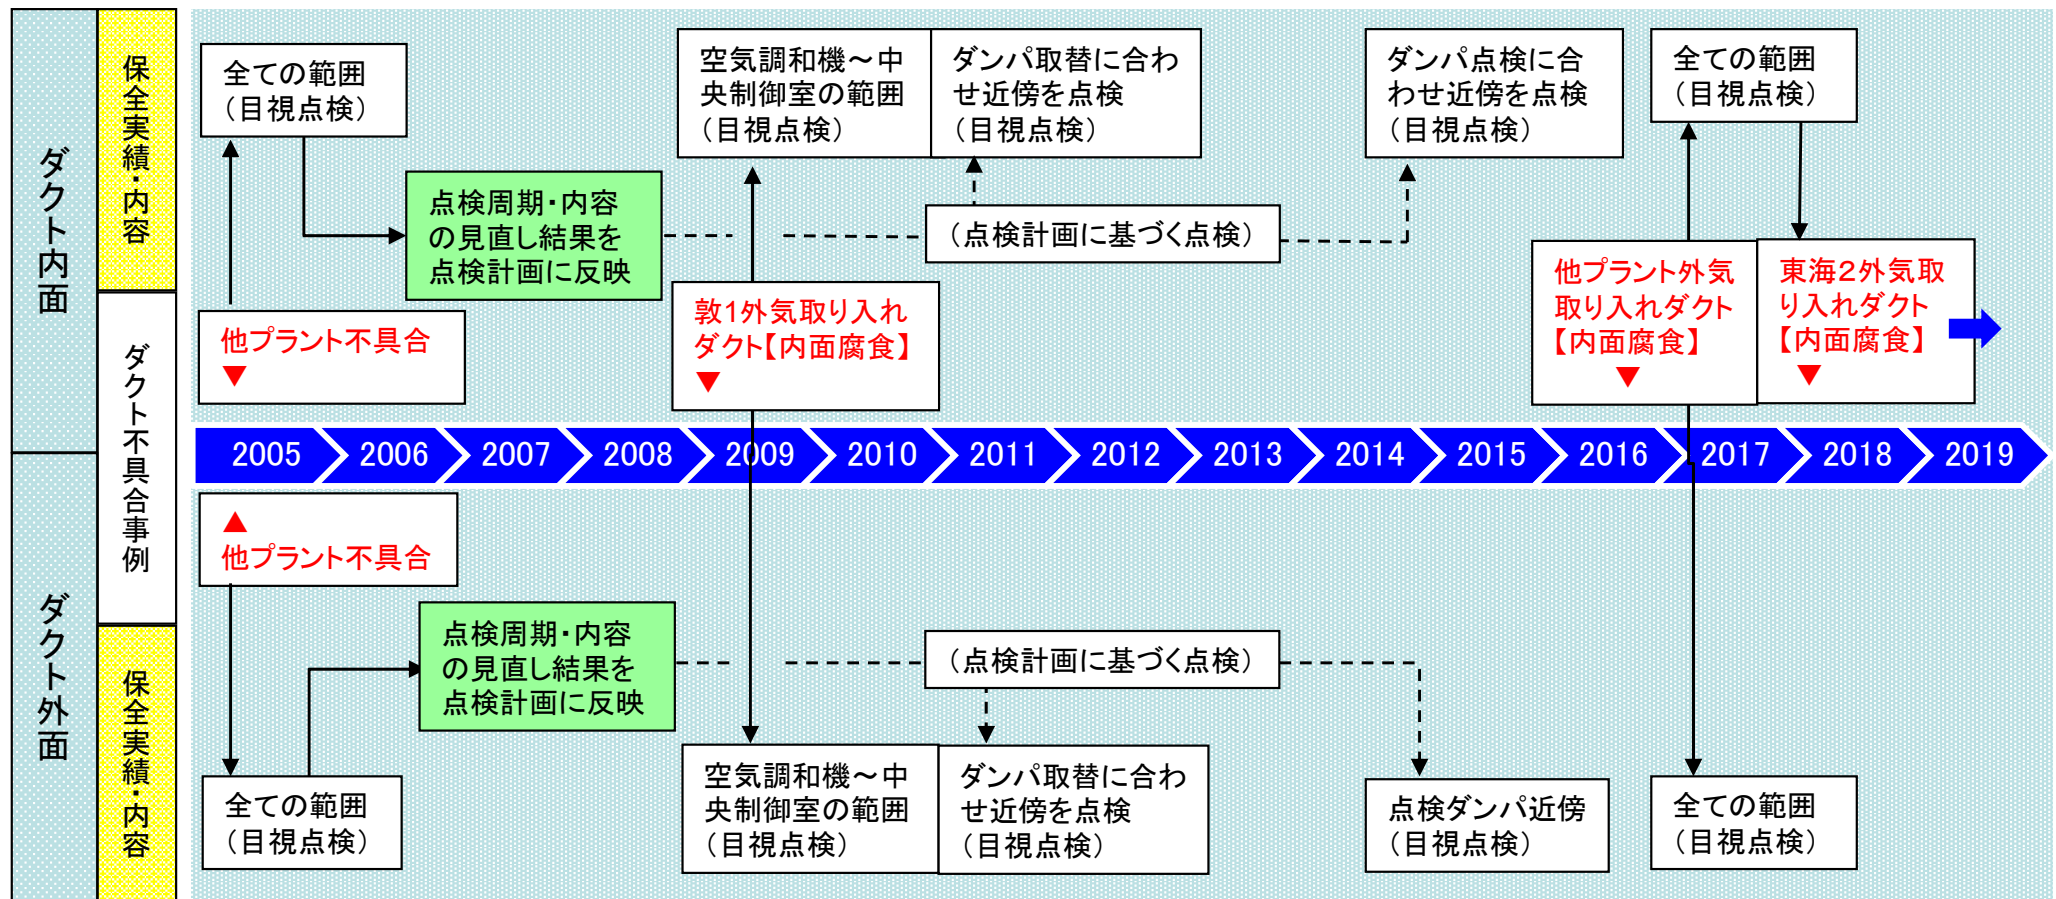 ダクト内面
ダクト外面
保全実績・内容
ダクト不具合事例
保全実績・内容
全ての範囲
（目視点検）
空気調和機～中
央制御室の範囲
（目視点検）
ダンパ取替に合わ
せ近傍を点検
（目視点検）
ダンパ点検に合
わせ近傍を点検
（目視点検）
全ての範囲
（目視点検）
点検周期・内容
の見直し結果を
点検計画に反映
（点検計画に基づく点検）
他プラント不具合
▼
敦1外気取り入れ
ダクト【内面腐食】
▼
他プラント外気
取り入れダクト
【内面腐食】
▼
東海２外気取
り入れダクト
【内面腐食】
▼
2005 2006 2007 2008 2009 2010 2011 2012 2013 2014 2015 2016 2017 2018 2019
▲
他プラント不具合
点検周期・内容
の見直し結果を
点検計画に反映
（点検計画に基づく点検）
全ての範囲
（目視点検）
空気調和機～中
央制御室の範囲
（目視点検）
ダンパ取替に合わ
せ近傍を点検
（目視点検）
点検ダンパ近傍
（目視点検）
全ての範囲
（目視点検）